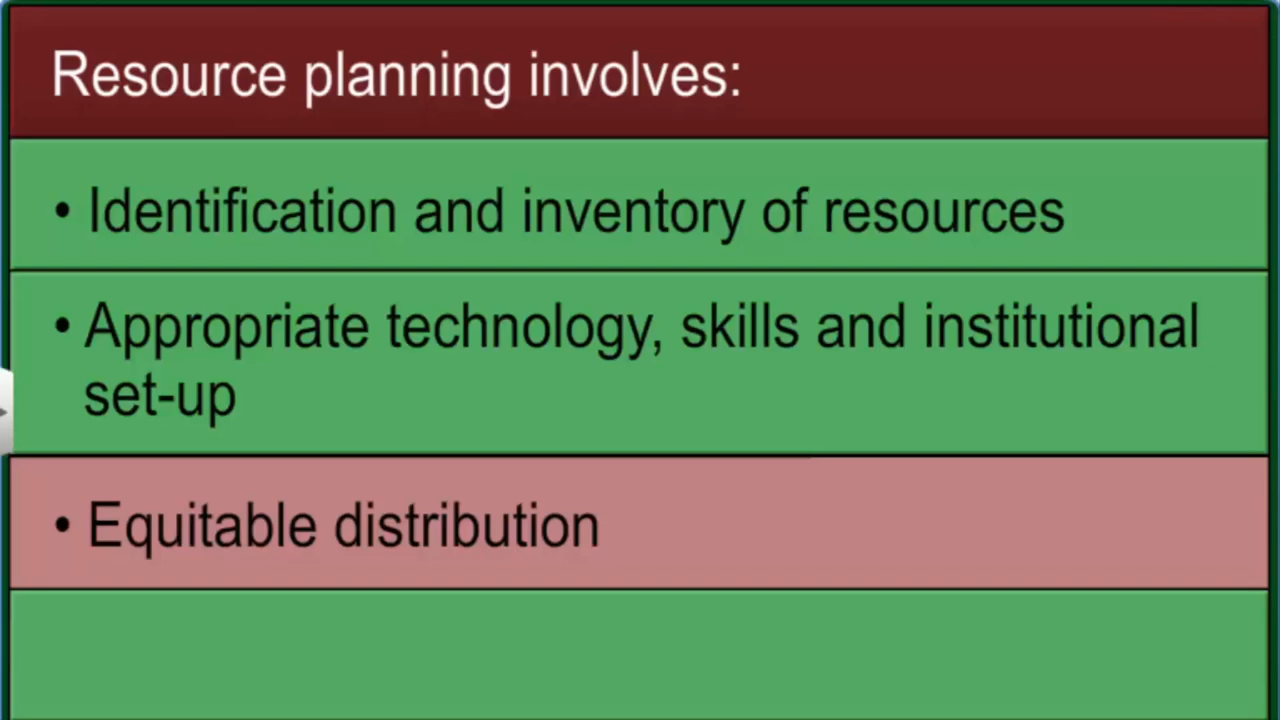 Resource planning involves:
• Identification and inventory of resources
• Appropriate technology, skills and institutional
set-up
• Equitable distribution